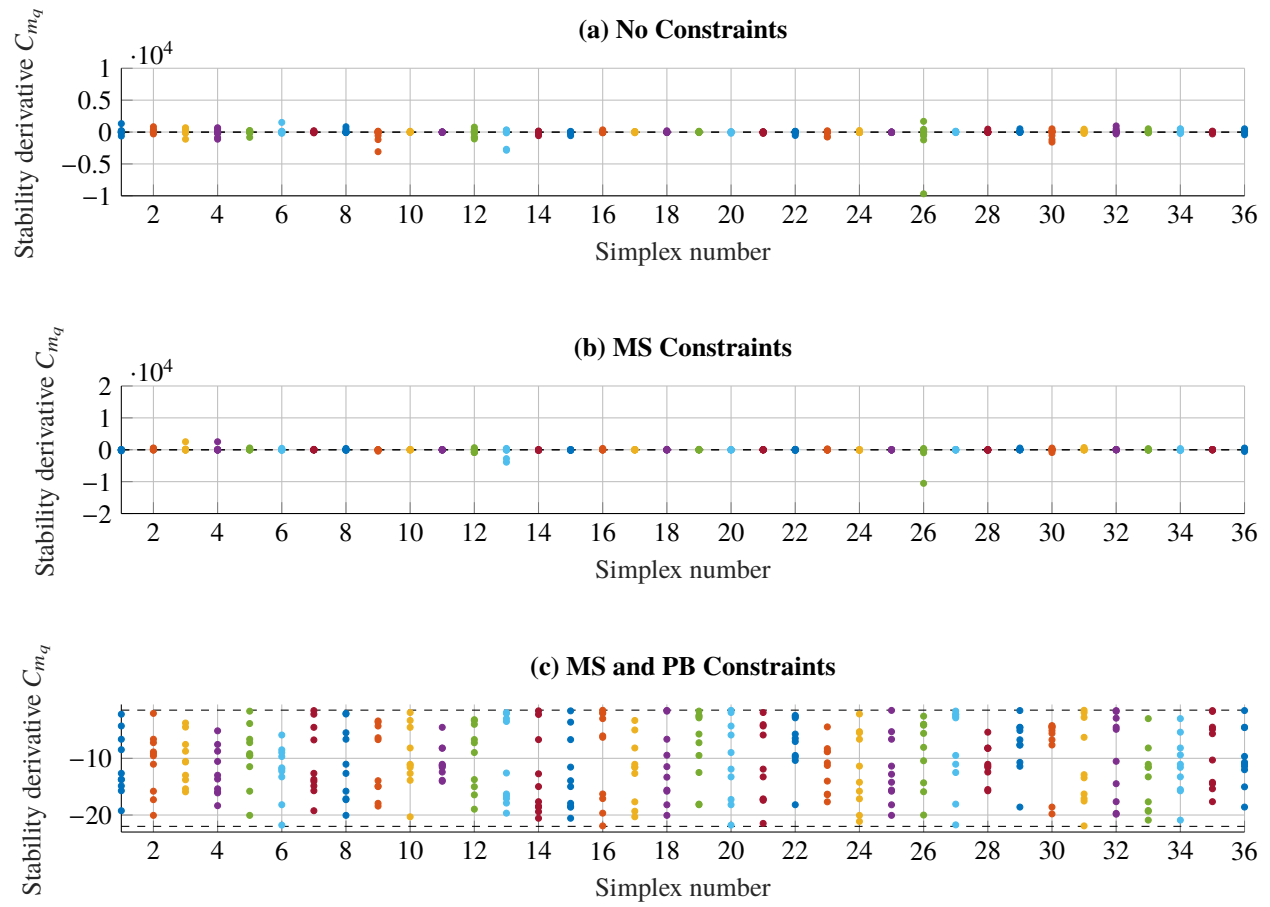 (a) No Constraints
·10⁴
Stability derivative C_{m_q}
1
0.5
0
−0.5
−1
2 4 6 8 10 12 14 16 18 20 22 24 26 28 30 32 34 36
Simplex number
(b) MS Constraints
·10⁴
Stability derivative C_{m_q}
2
1
0
−1
−2
2 4 6 8 10 12 14 16 18 20 22 24 26 28 30 32 34 36
Simplex number
(c) MS and PB Constraints
Stability derivative C_{m_q}
−10
−20
2 4 6 8 10 12 14 16 18 20 22 24 26 28 30 32 34 36
Simplex number